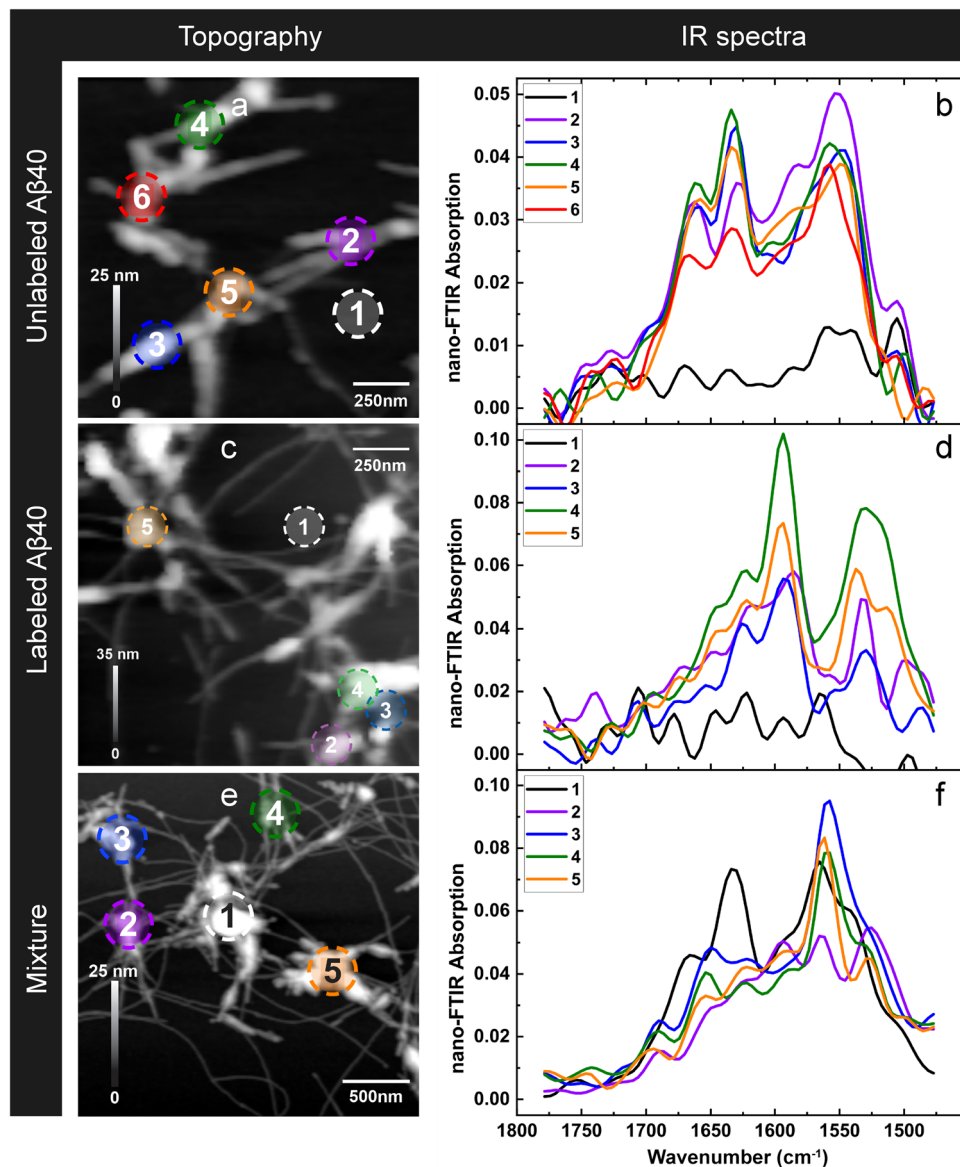 Topography
IR spectra
Unlabeled Aβ40
4
a
6
2
5
1
3
25 nm
0
250nm
nano-FTIR Absorption
0.05
0.04
0.03
0.02
0.01
0.00
1
2
3
4
5
6
b
Labeled Aβ40
c
250nm
5
1
4
3
2
35 nm
0
nano-FTIR Absorption
0.10
0.08
0.06
0.04
0.02
0.00
1
2
3
4
5
d
Mixture
e
3
4
2
1
5
25 nm
0
500nm
nano-FTIR Absorption
0.10
0.08
0.06
0.04
0.02
0.00
1
2
3
4
5
f
1800 1750 1700 1650 1600 1550 1500
Wavenumber (cm⁻¹)